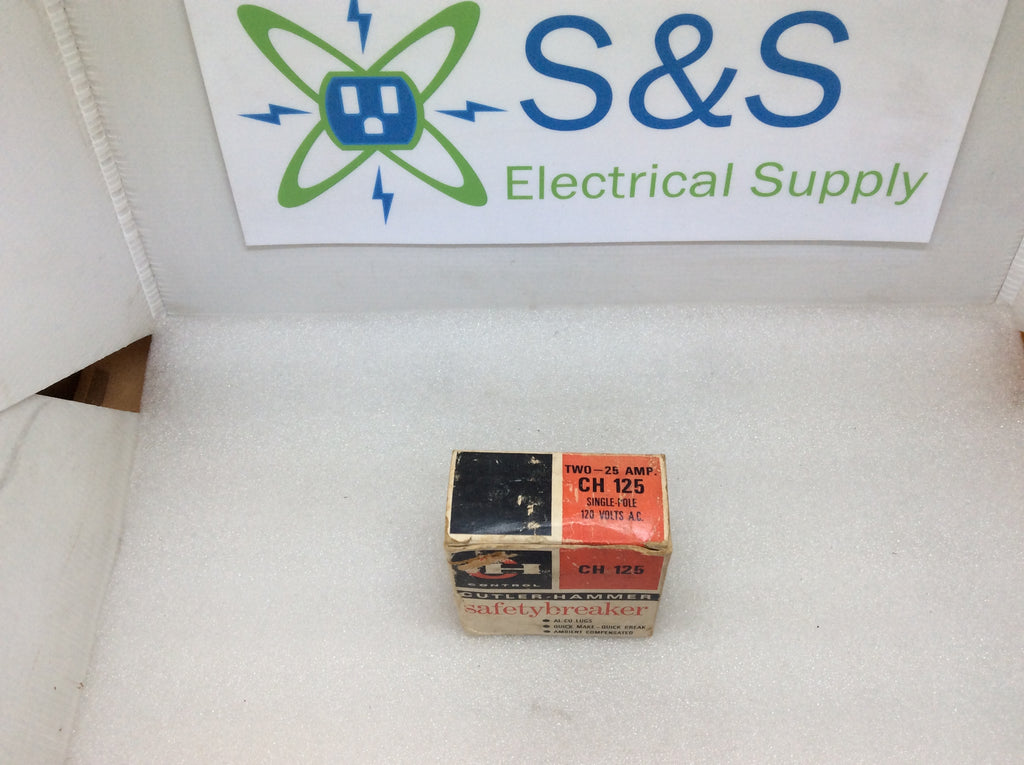 S&S
Electrical Supply
TWO-25 AMP.
CH 125
SINGLE-POLE
120 VOLTS A.C.
CH
CH 125
CONTROL
CUTLER-HAMMER
safetybreaker
• AL-CU LUGS
• QUICK MAKE - QUICK BREAK
• AMBIENT COMPENSATED